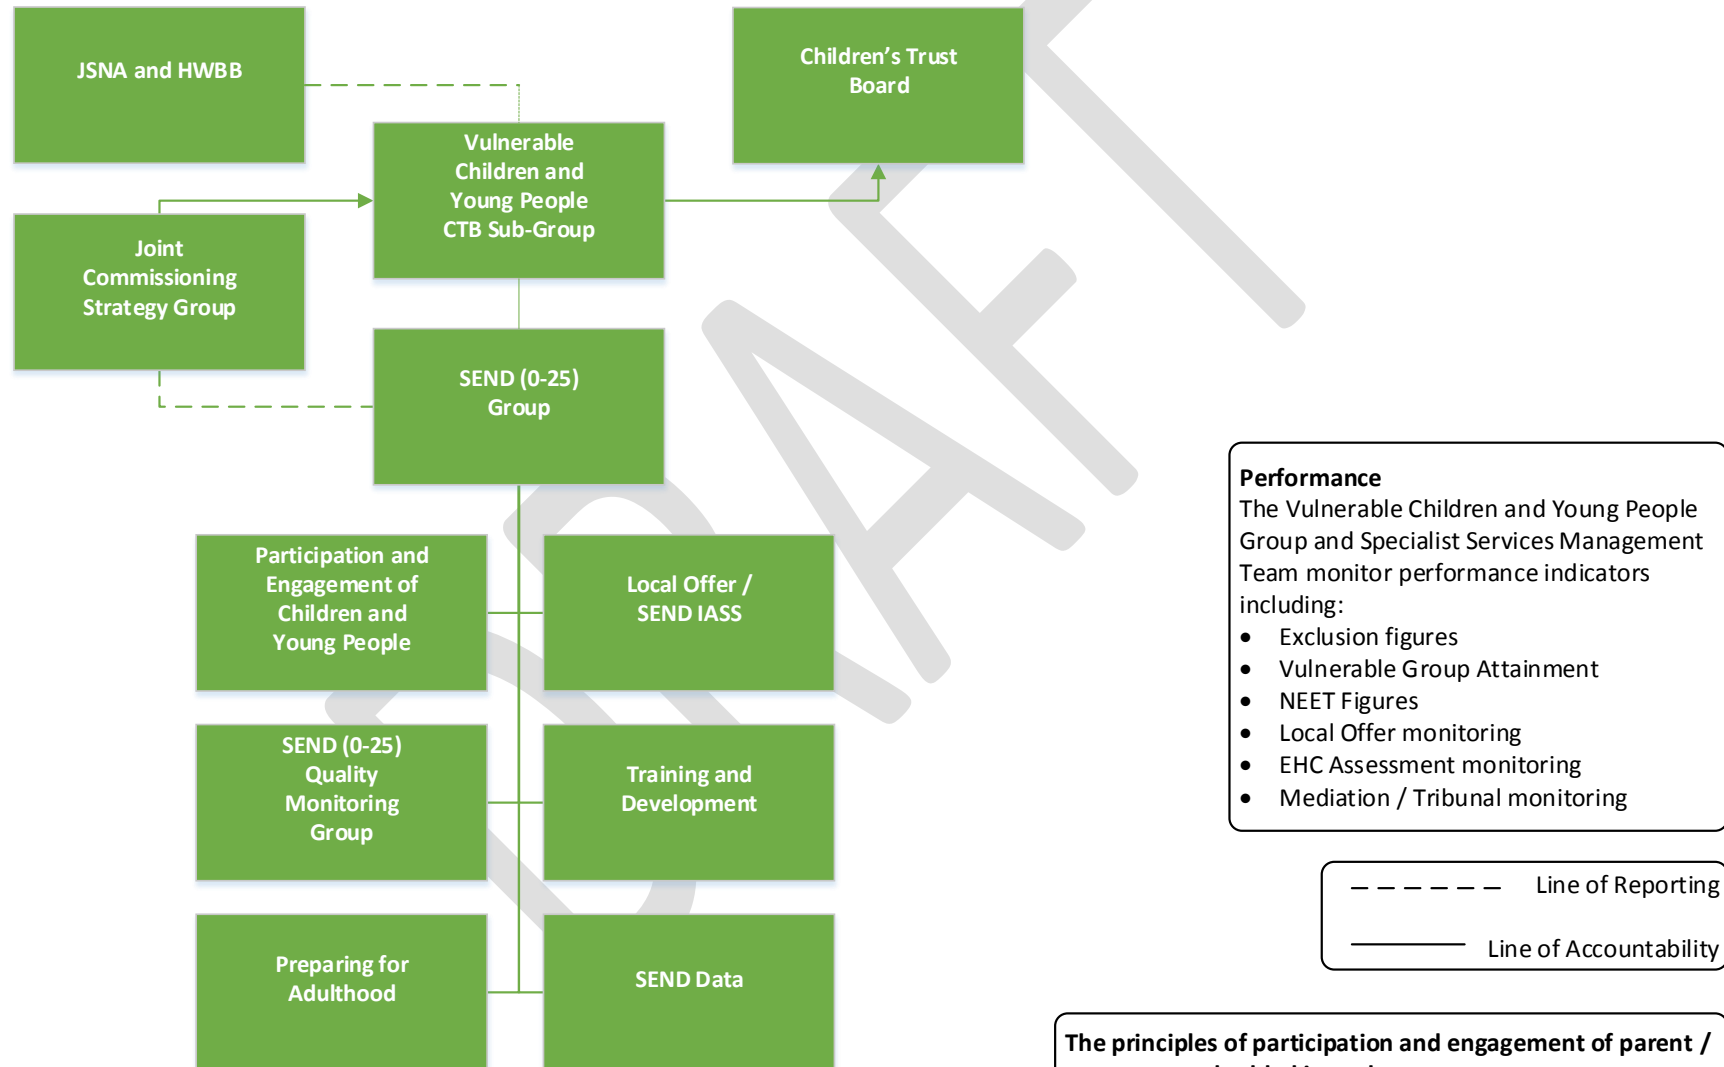 JSNA and HWBB
Children's Trust
Board
Vulnerable
Children and
Young People
CTB Sub-Group
Joint
Commissioning
Strategy Group
SEND (0-25)
Group
Participation and
Engagement of
Children and
Young People
Local Offer /
SEND IASS
SEND (0-25)
Quality
Monitoring
Group
Training and
Development
Preparing for
Adulthood
SEND Data
Performance
The Vulnerable Children and Young People
Group and Specialist Services Management
Team monitor performance indicators
including:
• Exclusion figures
• Vulnerable Group Attainment
• NEET Figures
• Local Offer monitoring
• EHC Assessment monitoring
• Mediation / Tribunal monitoring
Line of Reporting
Line of Accountability
The principles of participation and engagement of parent /
DRAFT